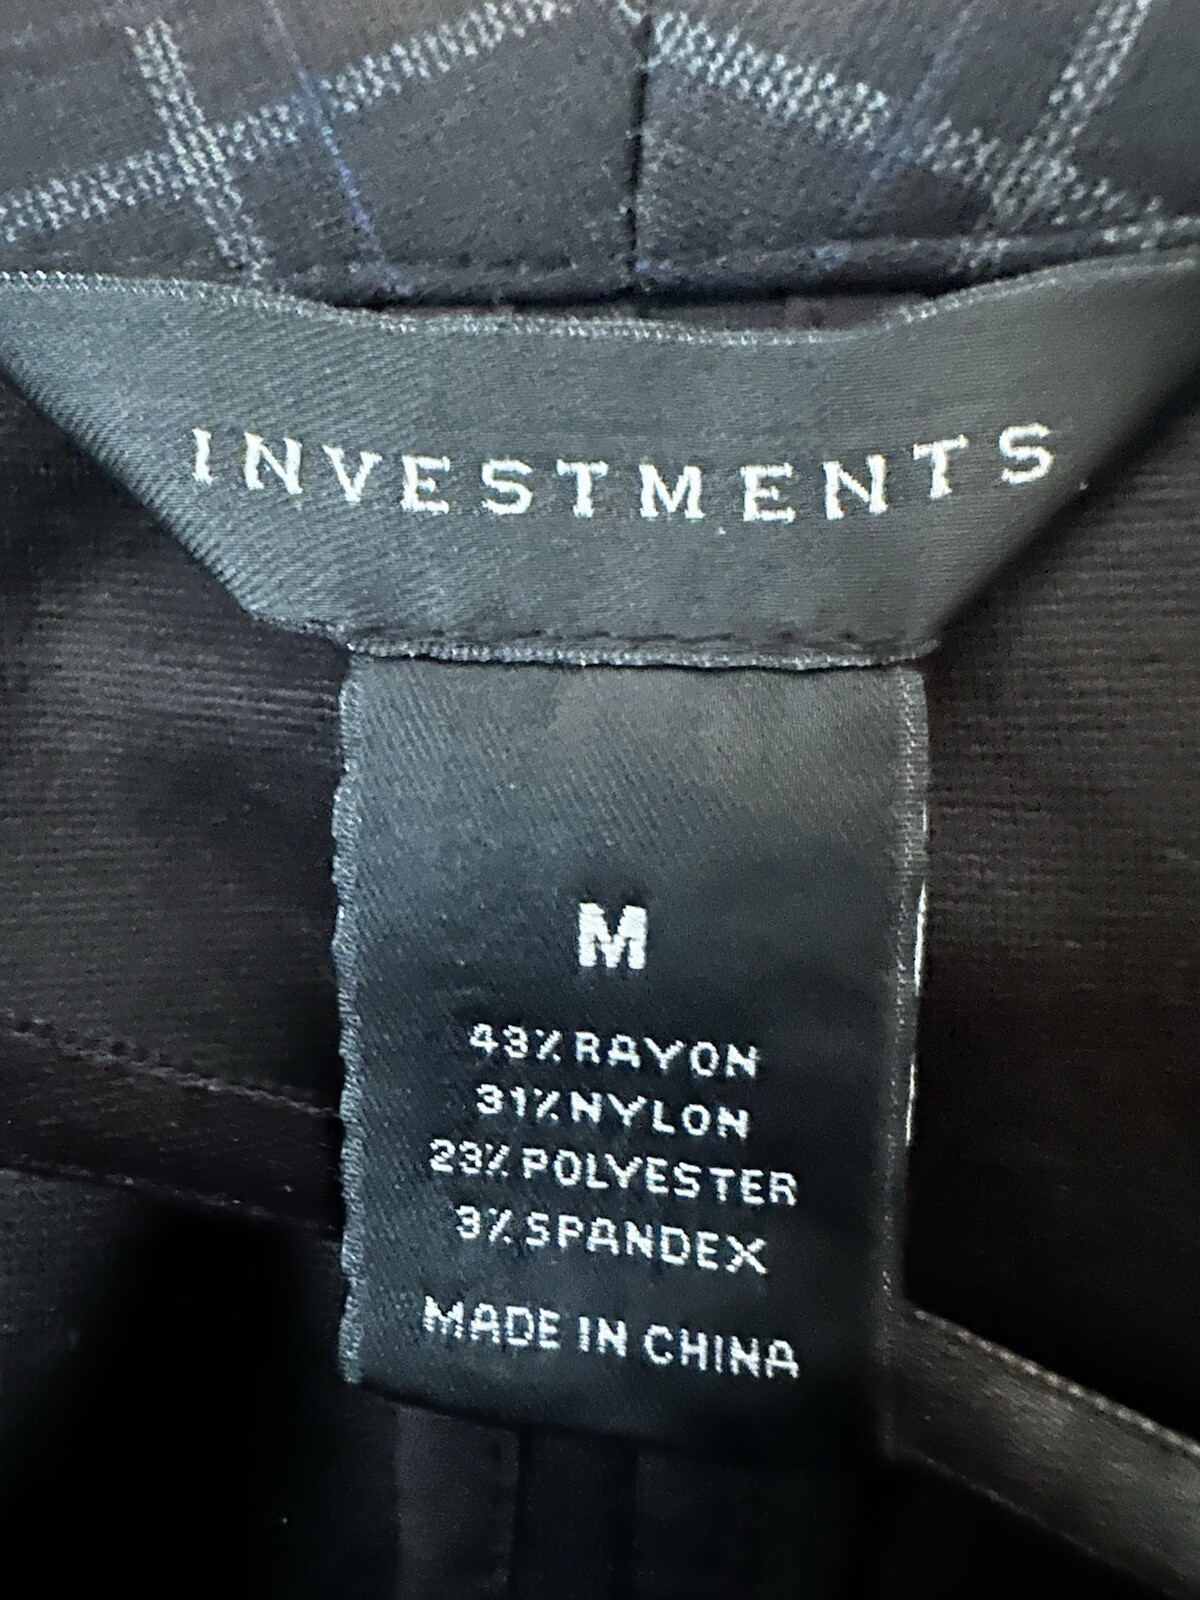 INVESTMENTS
M
43% RAYON
31% NYLON
23% POLYESTER
3% SPANDEX
MADE IN CHINA